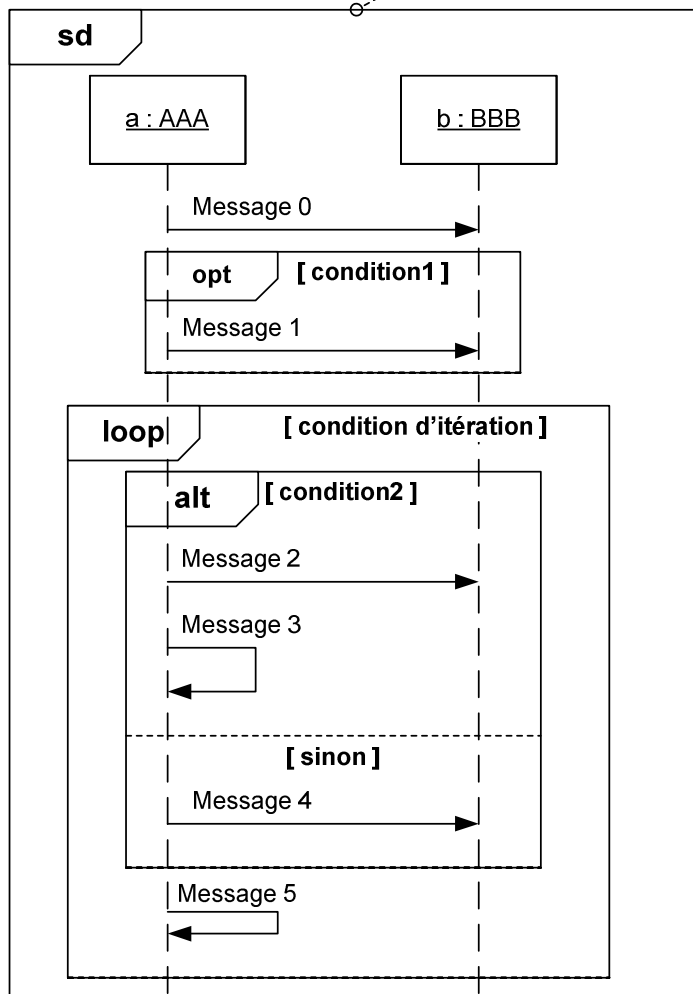 sd
a : AAA
b : BBB
Message 0
opt
[ condition1 ]
Message 1
loop
[ condition d’itération ]
alt
[ condition2 ]
Message 2
Message 3
[ sinon ]
Message 4
Message 5